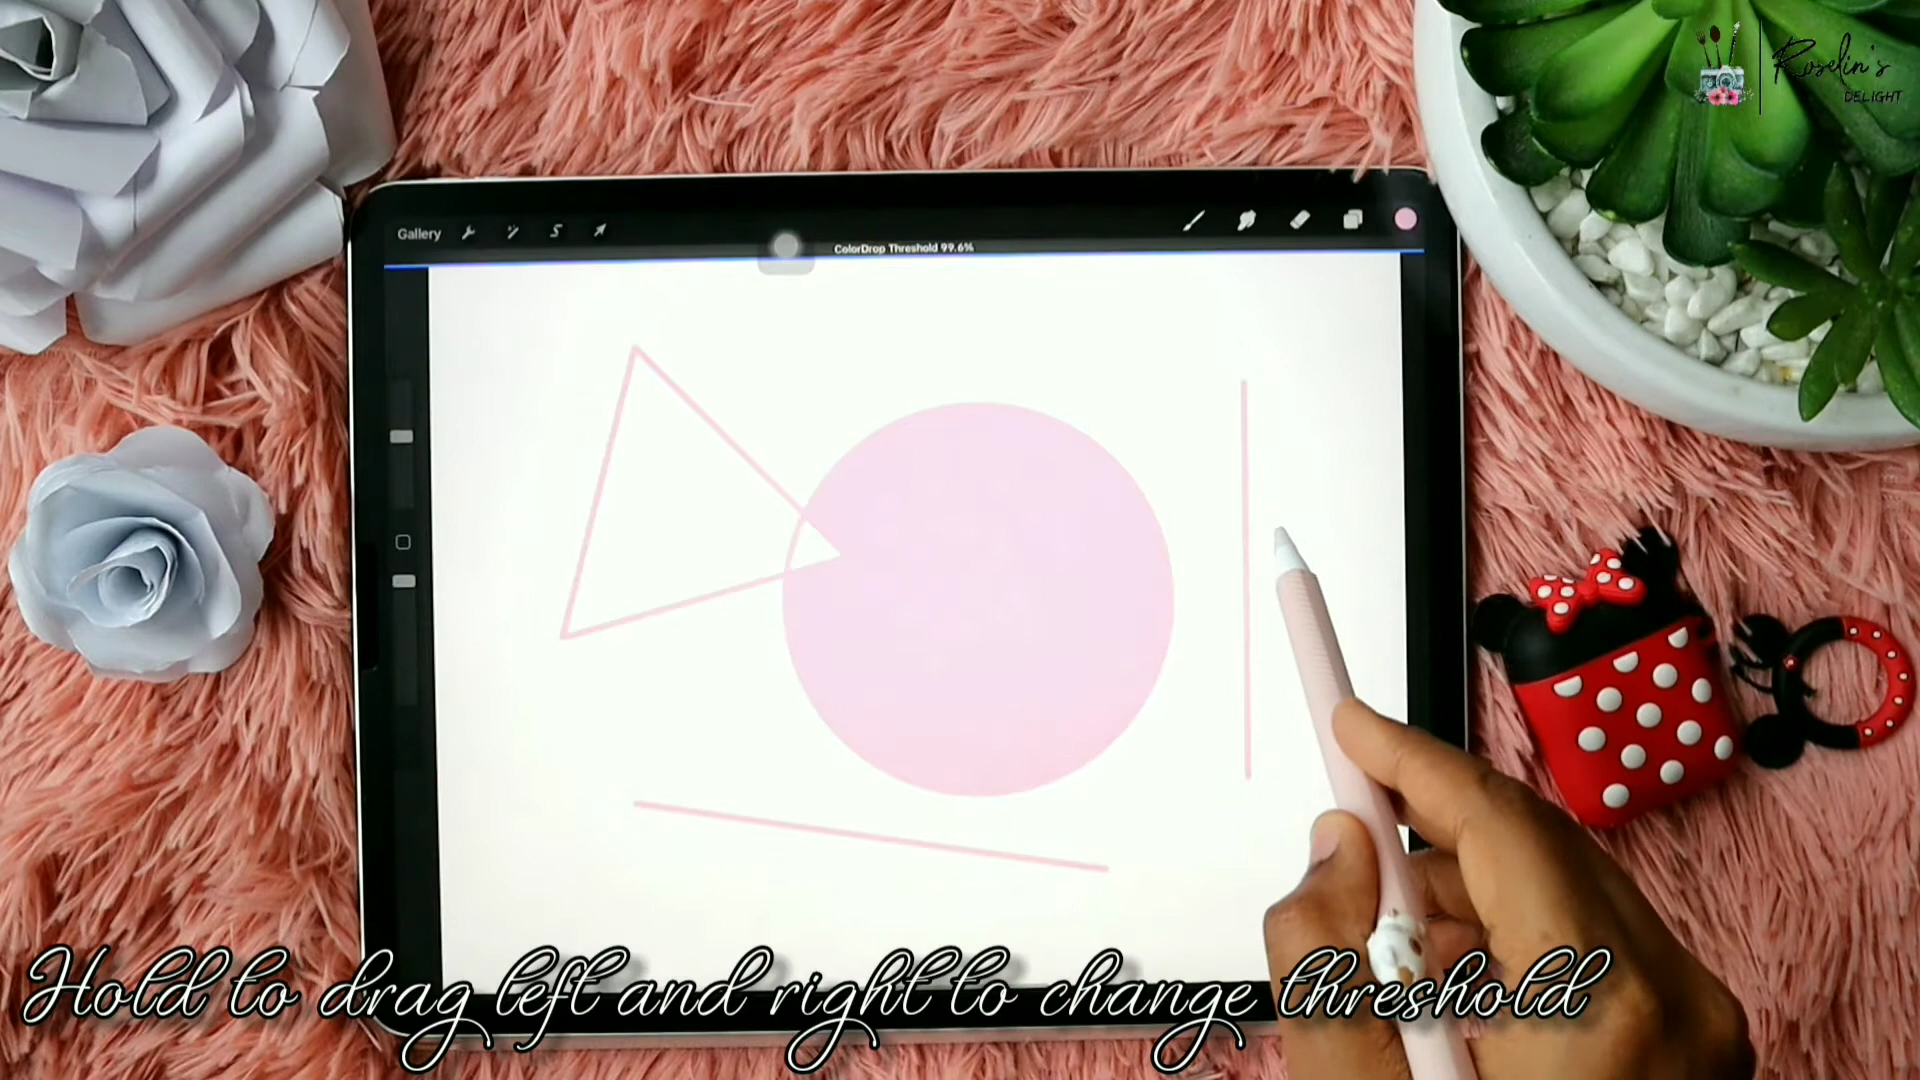 Roselin's
DELIGHT
Gallery
ColorDrop Threshold 99.6%
Hold to drag left and right to change threshold